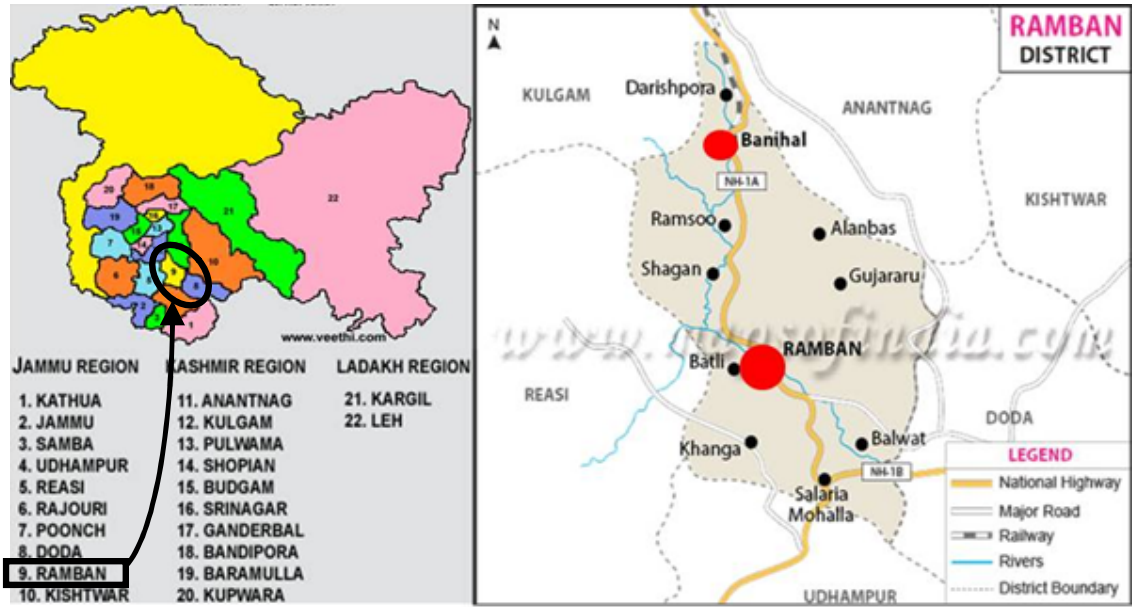 20
18
17
19
16
13
15
7
14
21
22
10
9
6
8
2
3
1
www.veethi.com
JAMMU REGION KASHMIR REGION LADAKH REGION
1. KATHUA 11. ANANTNAG 21. KARGIL
2. JAMMU 12. KULGAM 22. LEH
3. SAMBA 13. PULWAMA
4. UDHAMPUR 14. SHOPIAN
5. REASI 15. BUDGAM
6. RAJOURI 16. SRINAGAR
7. POONCH 17. GANDERBAL
8. DODA 18. BANDIPORA
9. RAMBAN 19. BARAMULLA
10. KISHTWAR 20. KUPWARA
N
RAMBAN
DISTRICT
KULGAM
Darishpora
ANANTNAG
Banihal
NH-1A
KISHTWAR
Ramsoo
Alanbas
Shagan
Gujararu
www.mapsofindia.com
RAMBAN
Batli
REASI
DODA
Khanga
Balwat
NH-1B
Salaria
Mohalla
UDHAMPUR
LEGEND
National Highway
Major Road
Railway
Rivers
District Boundary